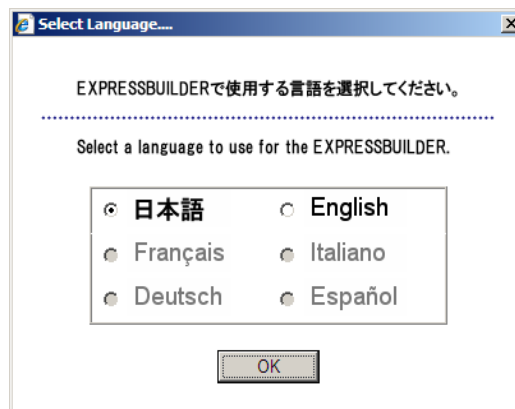 Select Language....
EXPRESSBUILDERで使用する言語を選択してください。
Select a language to use for the EXPRESSBUILDER.
日本語 English
Français Italiano
Deutsch Español
OK